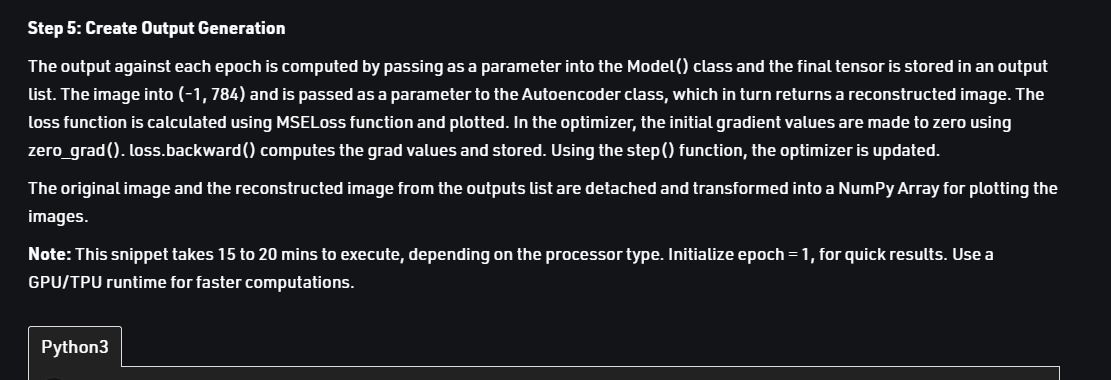 Step 5: Create Output Generation
The output against each epoch is computed by passing as a parameter into the Model() class and the final tensor is stored in an output
list. The image into (-1, 784) and is passed as a parameter to the Autoencoder class, which in turn returns a reconstructed image. The
loss function is calculated using MSELoss function and plotted. In the optimizer, the initial gradient values are made to zero using
zero_grad(). loss.backward() computes the grad values and stored. Using the step() function, the optimizer is updated.
The original image and the reconstructed image from the outputs list are detached and transformed into a NumPy Array for plotting the
images.
Note: This snippet takes 15 to 20 mins to execute, depending on the processor type. Initialize epoch = 1, for quick results. Use a
GPU/TPU runtime for faster computations.
Python3